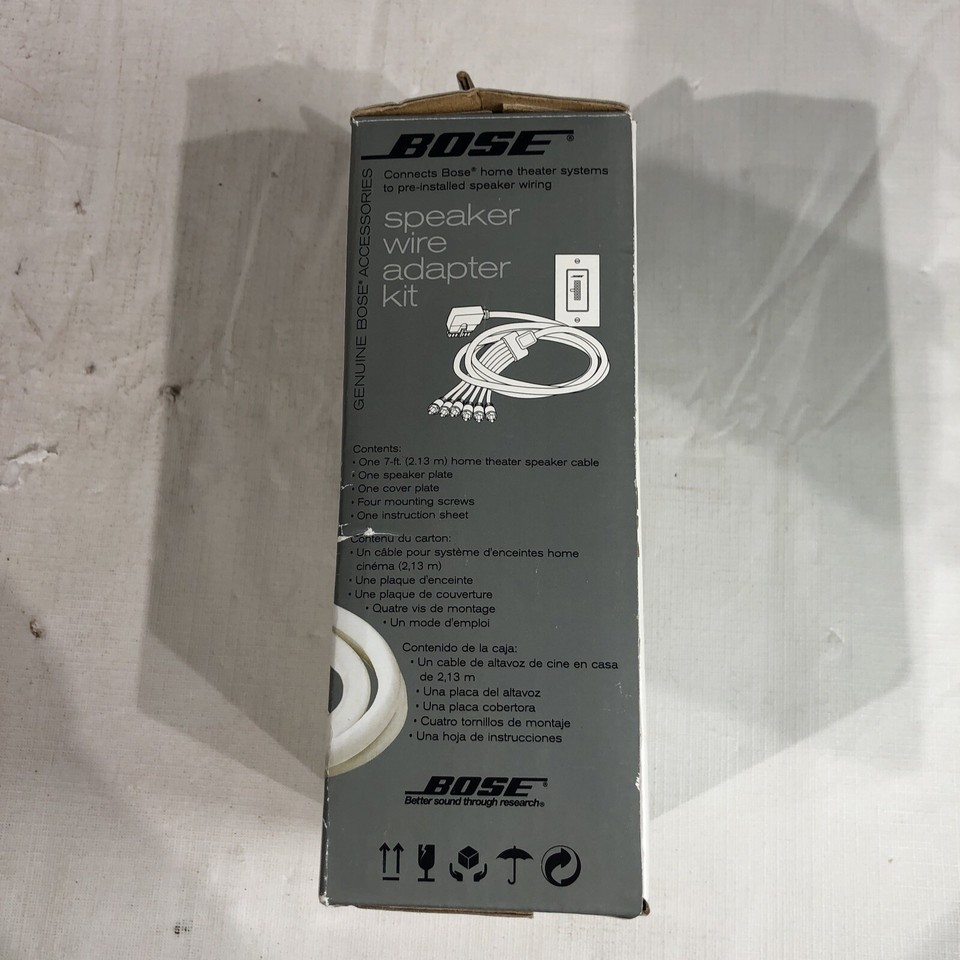 BOSE®
Connects Bose® home theater systems
to pre-installed speaker wiring
GENUINE BOSE® ACCESSORIES
speaker
wire
adapter
kit
Contents:
• One 7-ft. (2.13 m) home theater speaker cable
• One speaker plate
• One cover plate
• Four mounting screws
• One instruction sheet
Contenu du carton:
• Un câble pour système d'enceintes home
cinéma (2,13 m)
• Une plaque d'enceinte
• Une plaque de couverture
• Quatre vis de montage
• Un mode d'emploi
Contenido de la caja:
• Un cable de altavoz de cine en casa
de 2,13 m
• Una placa del altavoz
• Una placa cobertora
• Cuatro tornillos de montaje
• Una hoja de instrucciones
BOSE®
Better sound through research®